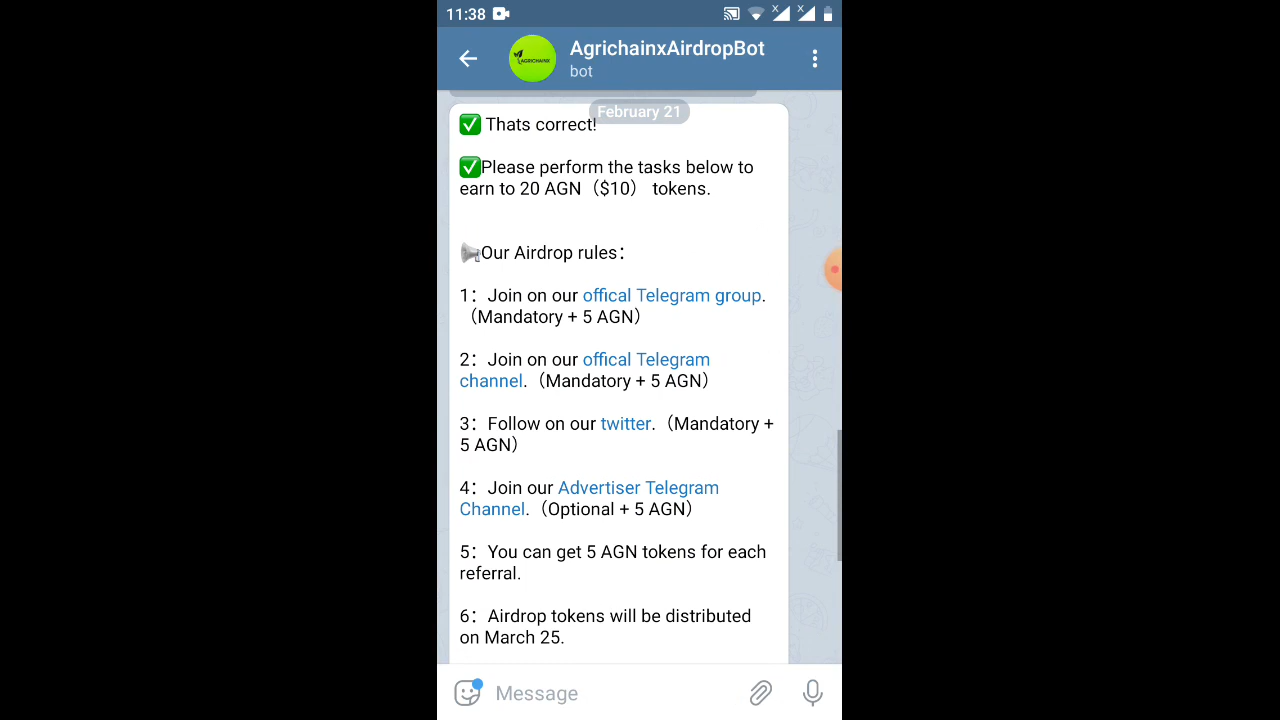 11:38
AgrichainxAirdropBot
AGRICHAINX
bot
February 21
✅ Thats correct!
✅Please perform the tasks below to
earn to 20 AGN（$10） tokens.
📢Our Airdrop rules：
1：Join on our offical Telegram group.
（Mandatory + 5 AGN）
2：Join on our offical Telegram
channel.（Mandatory + 5 AGN）
3：Follow on our twitter.（Mandatory +
5 AGN）
4：Join our Advertiser Telegram
Channel.（Optional + 5 AGN）
5：You can get 5 AGN tokens for each
referral.
6：Airdrop tokens will be distributed
on March 25.
Message